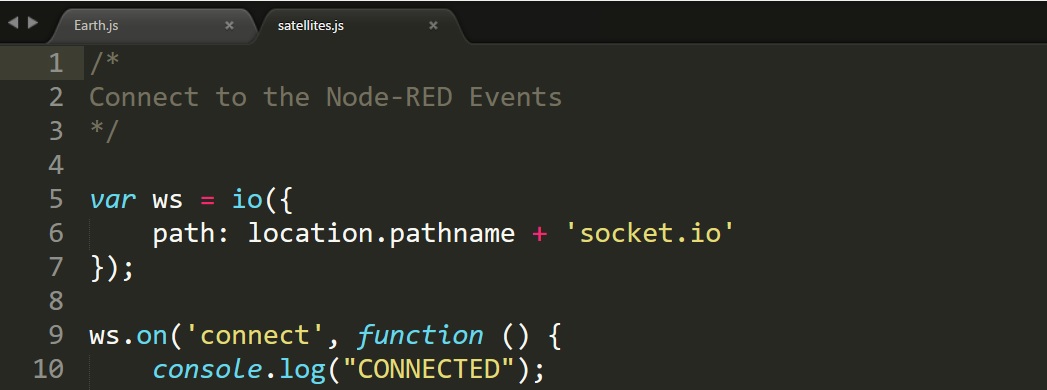 Earth.js × satellites.js ×
1 /*
2 Connect to the Node-RED Events
3 */
4
5 var ws = io({
6     path: location.pathname + 'socket.io'
7 });
8
9 ws.on('connect', function () {
10     console.log("CONNECTED");